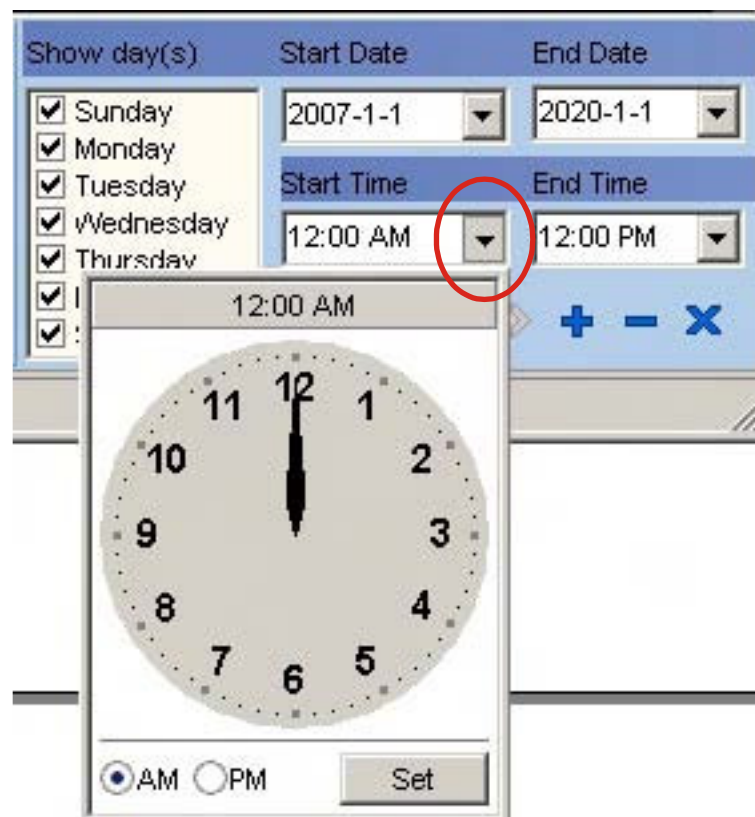 Show day(s) Start Date End Date
Sunday 2007-1-1 2020-1-1
Monday
Tuesday Start Time End Time
Wednesday 12:00 AM 12:00 PM
Thursday
12:00 AM
12
11 1
10 2
9 3
8 4
7 5
6
AM PM Set